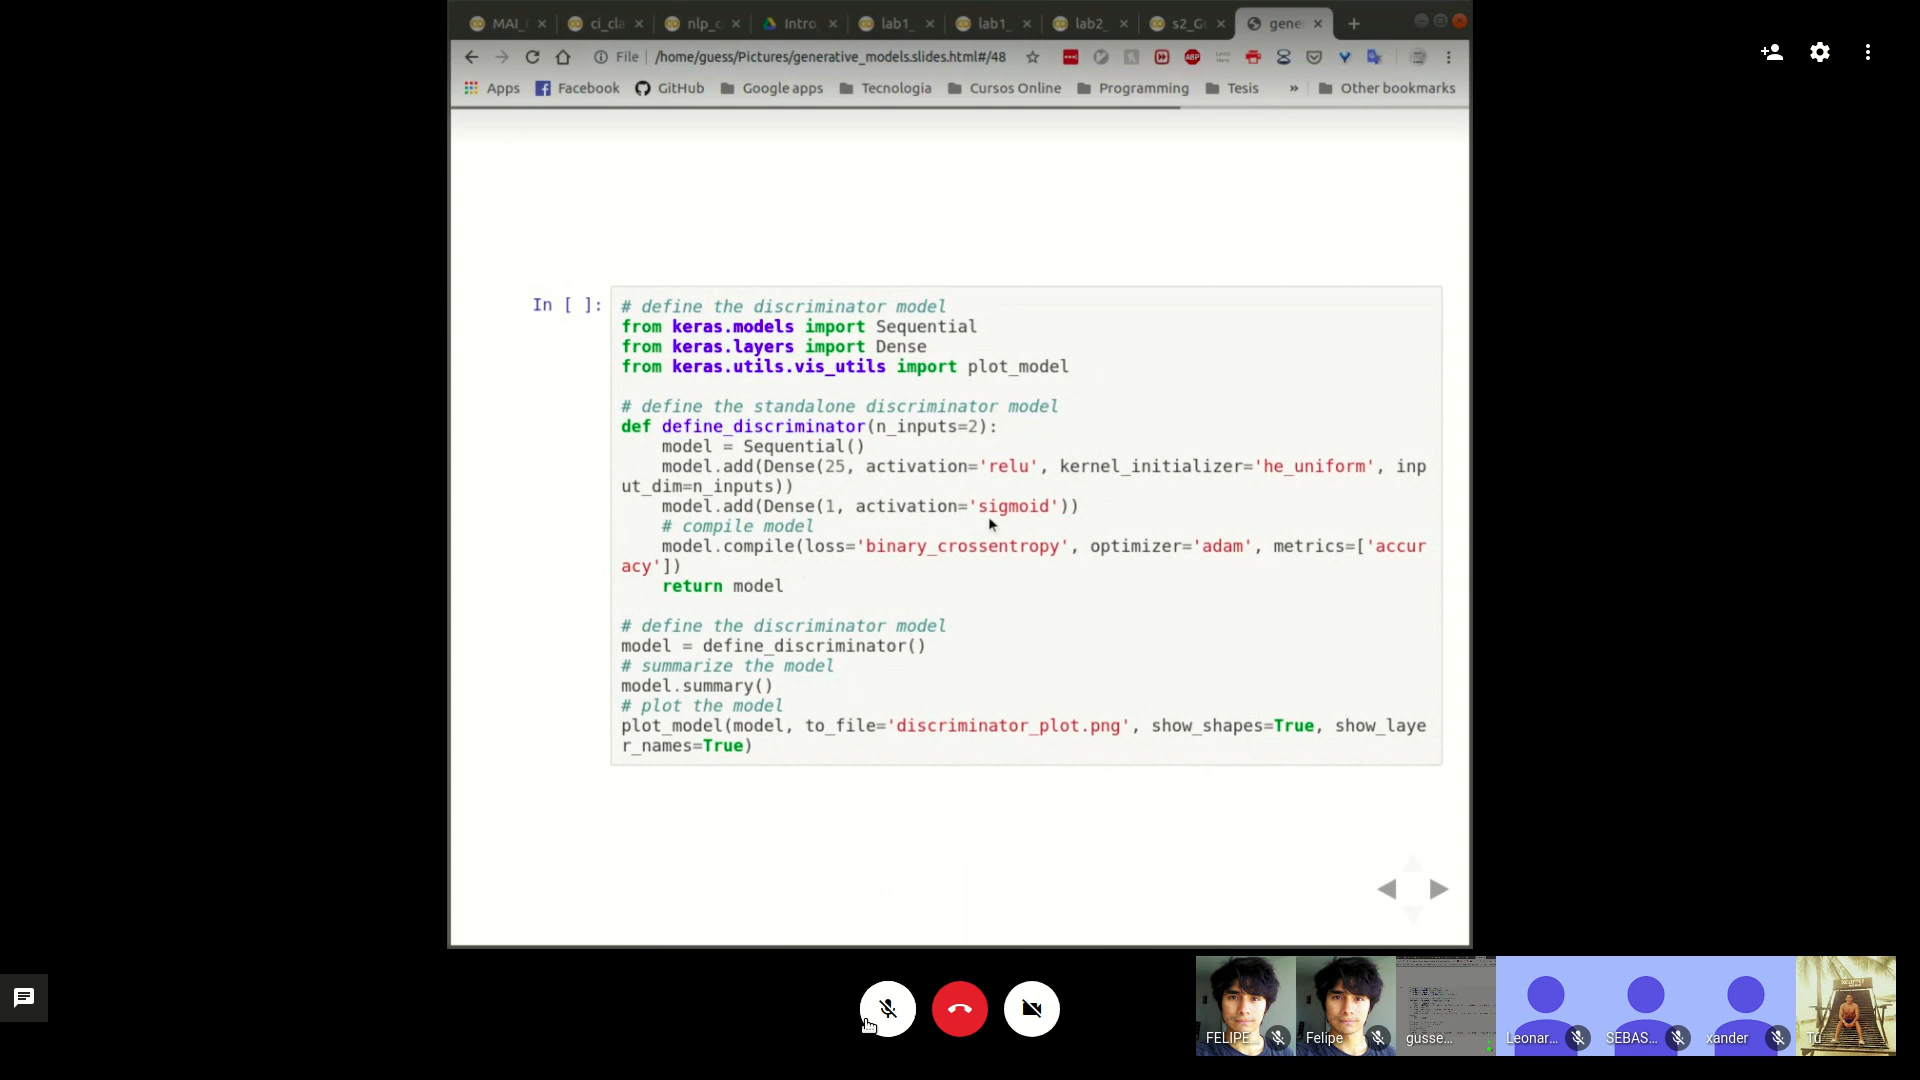 MAI_
ci_cla
nlp_c
Intro
lab1_
lab1_
lab2_
s2_G
gene
File
/home/guess/Pictures/generative_models.slides.html#/48
ABP
Apps
Facebook
GitHub
Google apps
Tecnologia
Cursos Online
Programming
Tesis
»
Other bookmarks
In [ ]:
# define the discriminator model
from keras.models import Sequential
from keras.layers import Dense
from keras.utils.vis_utils import plot_model
# define the standalone discriminator model
def define_discriminator(n_inputs=2):
model = Sequential()
model.add(Dense(25, activation='relu', kernel_initializer='he_uniform', inp
ut_dim=n_inputs))
model.add(Dense(1, activation='sigmoid'))
# compile model
model.compile(loss='binary_crossentropy', optimizer='adam', metrics=['accur
acy'])
return model
# define the discriminator model
model = define_discriminator()
# summarize the model
model.summary()
# plot the model
plot_model(model, to_file='discriminator_plot.png', show_shapes=True, show_laye
r_names=True)
FELIPE...
Felipe
gusse...
Leonar...
SEBAS...
xander
Tú